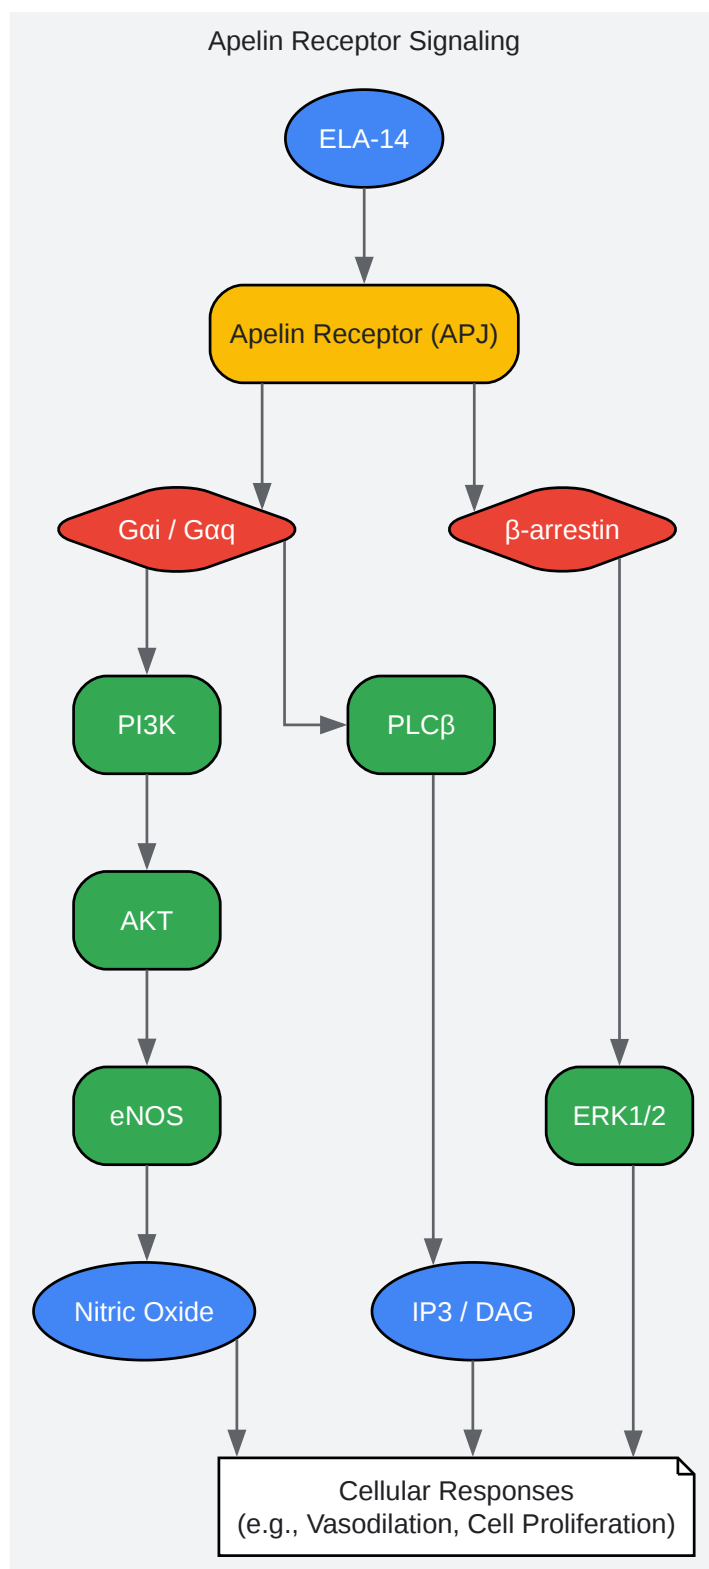 Apelin Receptor Signaling
ELA-14
Apelin Receptor (APJ)
Gαi / Gαq
β-arrestin
PI3K
PLCβ
AKT
eNOS
ERK1/2
Nitric Oxide
IP3 / DAG
Cellular Responses
(e.g., Vasodilation, Cell Proliferation)